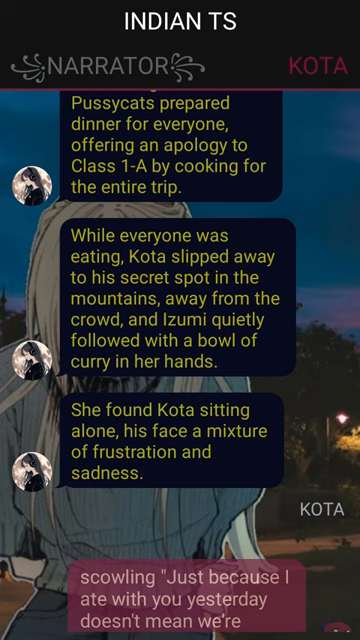 INDIAN TS
NARRATOR
KOTA
Pussycats prepared
dinner for everyone,
offering an apology to
Class 1-A by cooking for
the entire trip.
While everyone was
eating, Kota slipped away
to his secret spot in the
mountains, away from the
crowd, and Izumi quietly
followed with a bowl of
curry in her hands.
She found Kota sitting
alone, his face a mixture
of frustration and
sadness.
KOTA
scowling "Just because I
ate with you yesterday
doesn't mean we're